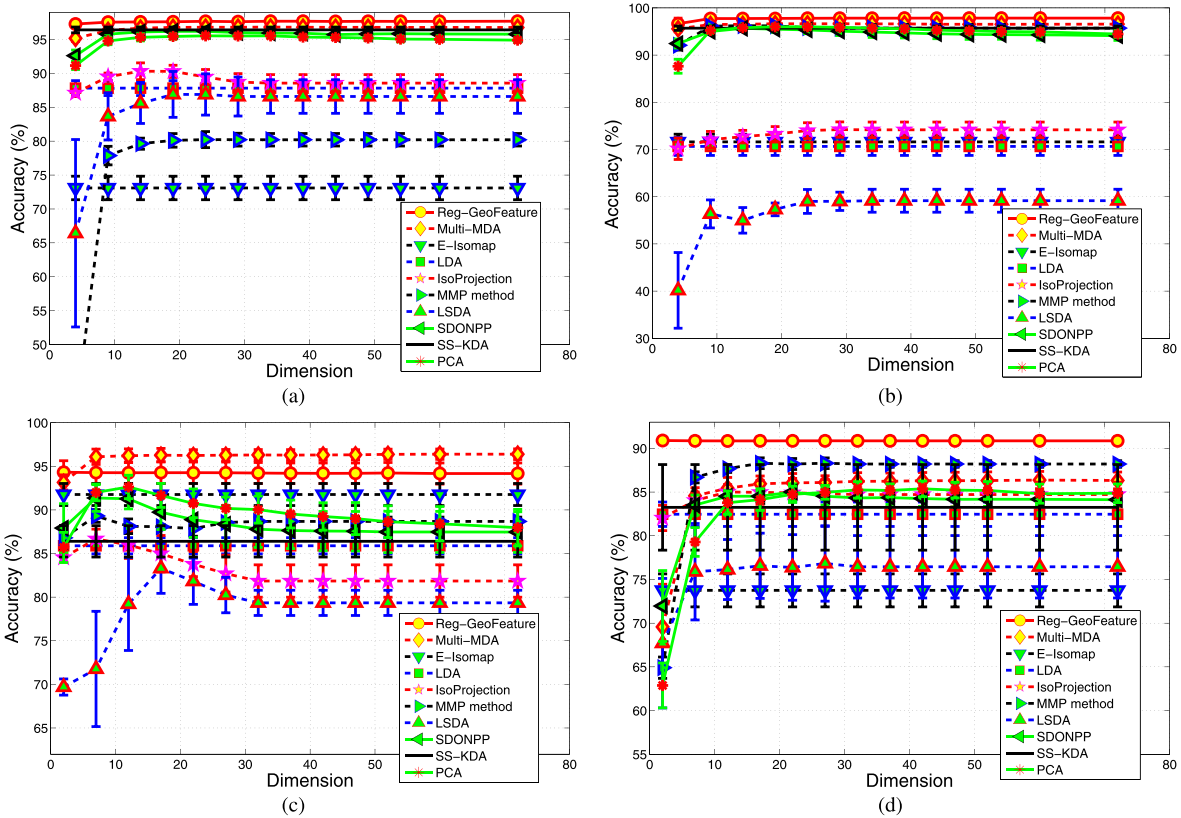 Accuracy (%)
95
90
85
80
75
70
65
60
55
50
0
10
20
30
40
50
80
Dimension
Reg−GeoFeature
Multi−MDA
E−Isomap
LDA
IsoProjection
MMP method
LSDA
SDONPP
SS−KDA
PCA
(a)
Accuracy (%)
100
90
80
70
60
50
40
30
0
10
20
30
40
50
80
Dimension
Reg−GeoFeature
Multi−MDA
E−Isomap
LDA
IsoProjection
MMP method
LSDA
SDONPP
SS−KDA
PCA
(b)
Accuracy (%)
100
95
90
85
80
75
70
65
0
10
20
30
40
50
80
Dimension
Reg−GeoFeature
Multi−MDA
E−Isomap
LDA
IsoProjection
MMP method
LSDA
SDONPP
SS−KDA
PCA
(c)
Accuracy (%)
90
85
80
75
70
65
60
55
0
10
20
30
40
50
80
Dimension
Reg−GeoFeature
Multi−MDA
E−Isomap
LDA
IsoProjection
MMP method
LSDA
SDONPP
SS−KDA
PCA
(d)